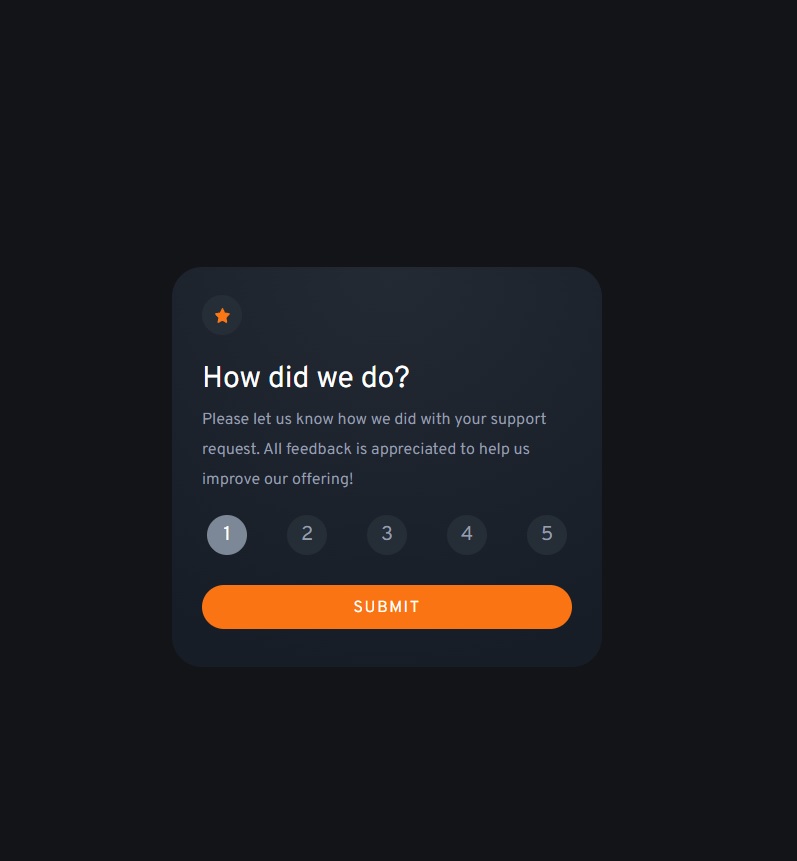 How did we do?
Please let us know how we did with your support
request. All feedback is appreciated to help us
improve our offering!
1 2 3 4 5
SUBMIT